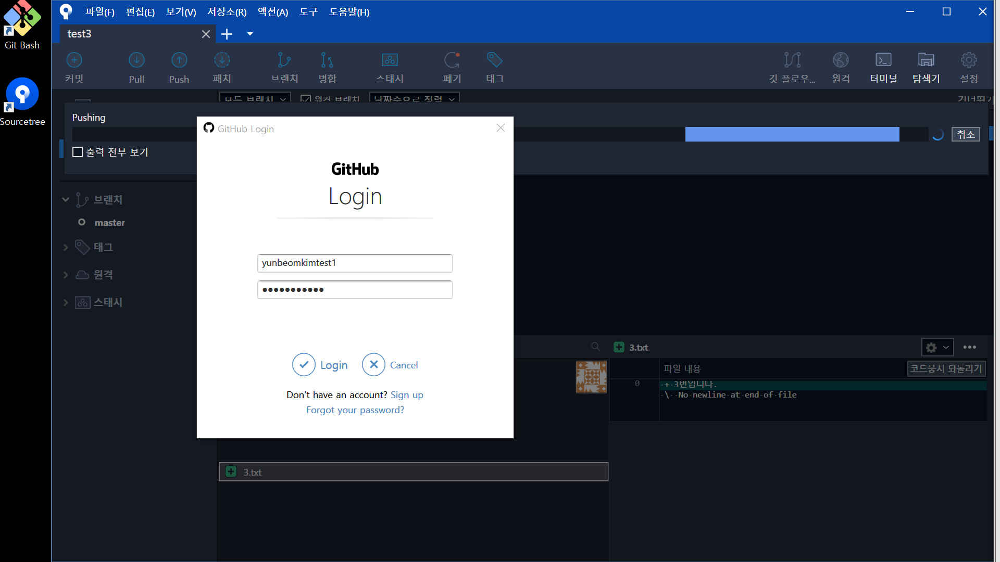 Git Bash
Sourcetree
파일(F) 편집(E) 보기(V) 저장소(R) 액션(A) 도구 도움말(H)
test3
커밋 Pull Push 패치 브랜치 병합 스태시 폐기 태그 깃 플로우... 원격 터미널 탐색기 설정
모든 브랜치 원격 브랜치 날짜순으로 정렬 건너뛰기
Pushing
취소
출력 전부 보기
GitHub Login
GitHub
Login
yunbeomkimtest1
●●●●●●●●●●●
Login Cancel
Don't have an account? Sign up
Forgot your password?
브랜치
master
태그
원격
스태시
3.txt
파일 내용 코드뭉치 되돌리기
0 + 3번입니다.
\ No newline at end of file
3.txt